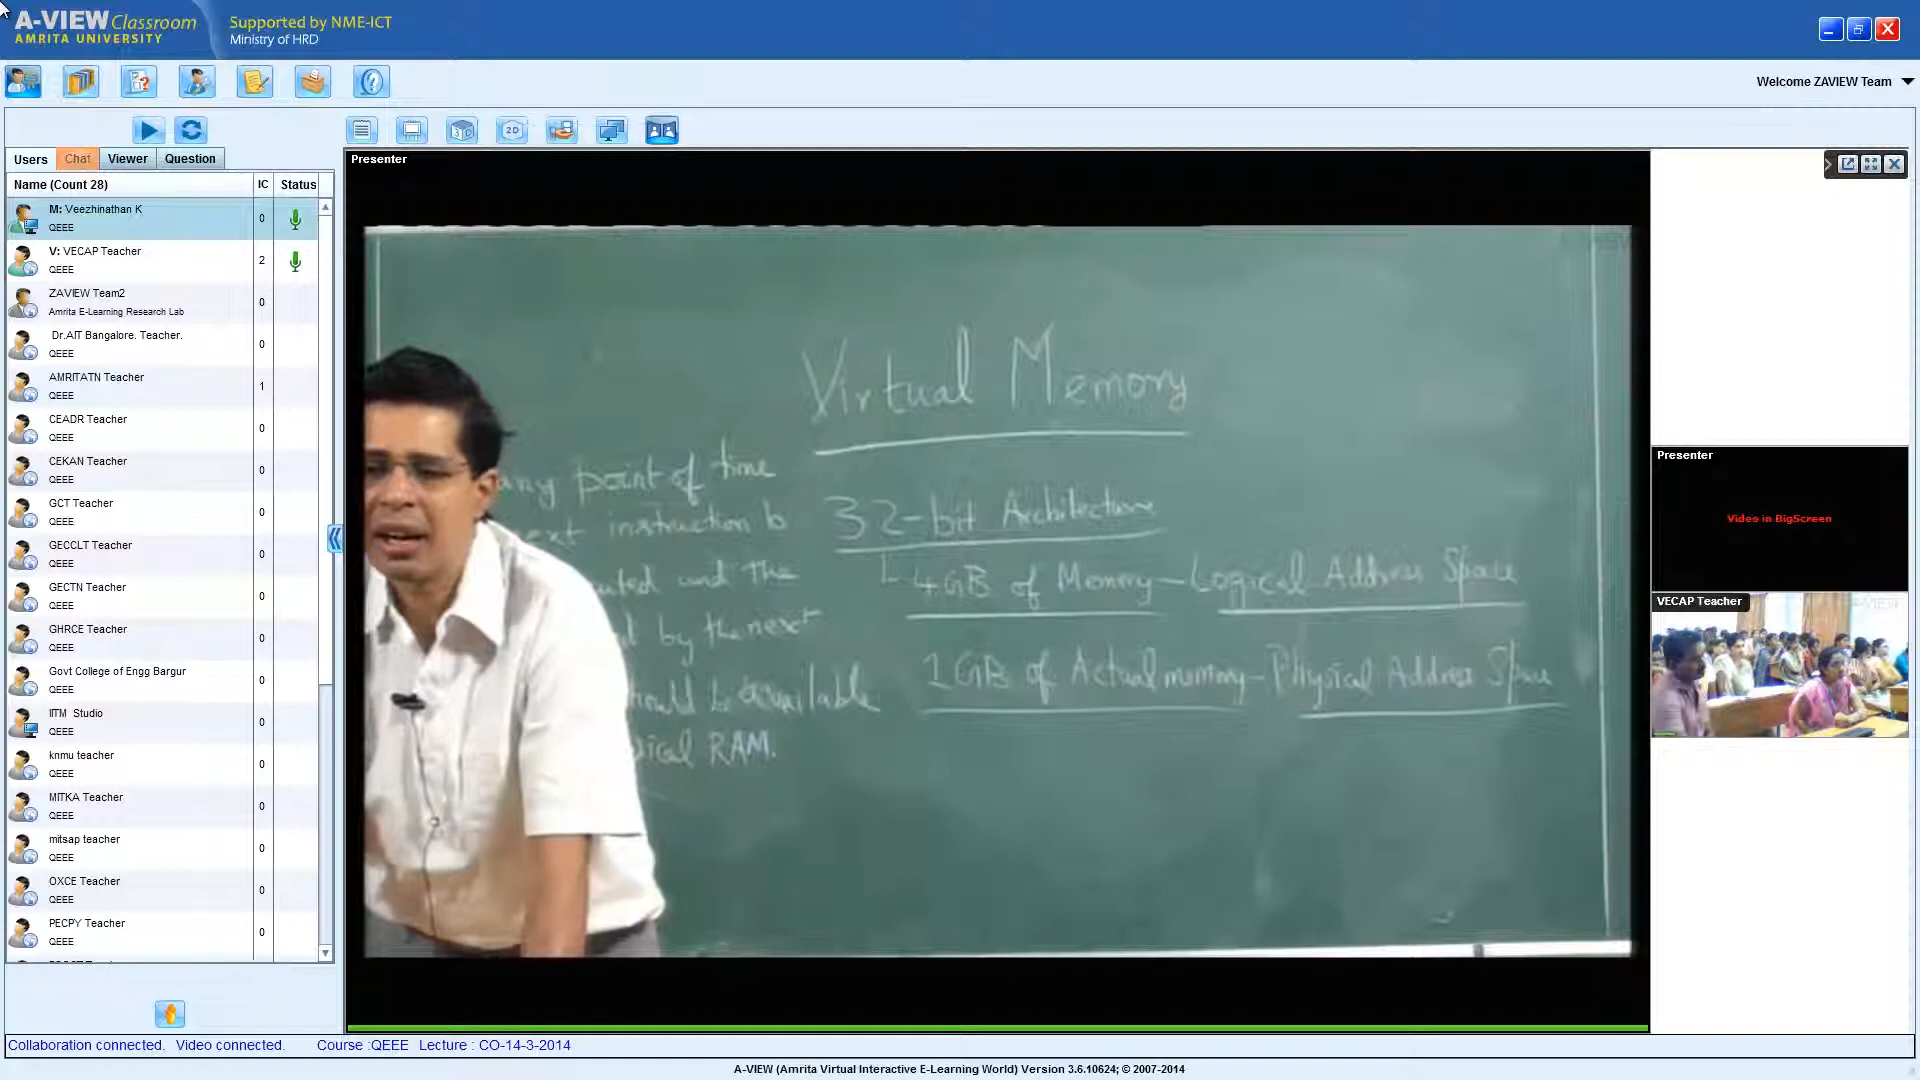 A-VIEW Classroom
AMRITA UNIVERSITY
Supported by NME-ICT
Ministry of HRD
Welcome ZAVIEW Team
Users
Chat
Viewer
Question
Name (Count 28)
IC
Status
M: Veezhinathan K
QEEE
0
V: VECAP Teacher
QEEE
2
ZAVIEW Team2
Amrita E-Learning Research Lab
0
Dr.AIT Bangalore. Teacher.
QEEE
0
AMRITATN Teacher
QEEE
1
CEADR Teacher
QEEE
0
CEKAN Teacher
QEEE
0
GCT Teacher
QEEE
0
GECCLT Teacher
QEEE
0
GECTN Teacher
QEEE
0
GHRCE Teacher
QEEE
0
Govt College of Engg Bargur
QEEE
0
IITM Studio
QEEE
0
knmu teacher
QEEE
0
MITKA Teacher
QEEE
0
mitsap teacher
QEEE
0
OXCE Teacher
QEEE
0
PECPY Teacher
QEEE
0
3D
2D
Presenter
Virtual Memory
any point of time
instruction b
and the
by the next
available
RAM.
32-bit Architecture
4GB of Memory - Logical Address Space
1GB of Actual memory - Physical Address Space
Presenter
Video in BigScreen
VECAP Teacher
Collaboration connected. Video connected. Course :QEEE Lecture : CO-14-3-2014
A-VIEW (Amrita Virtual Interactive E-Learning World) Version 3.6.10624; © 2007-2014